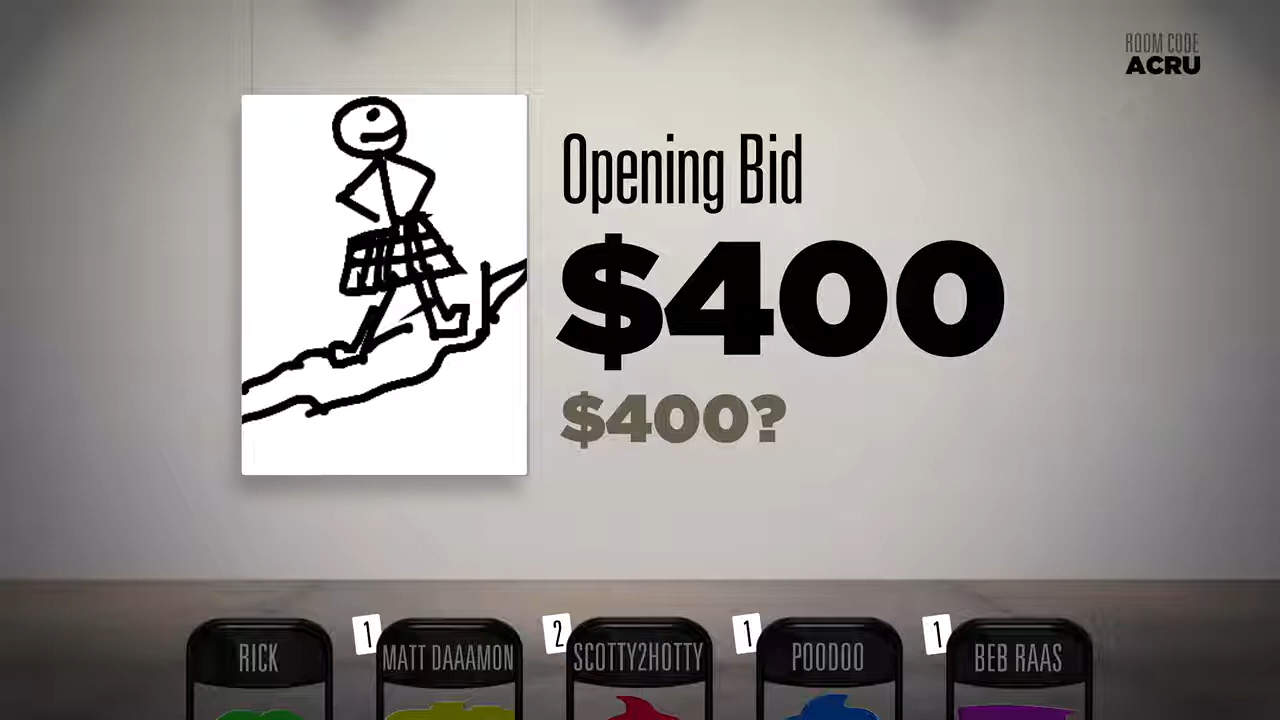 ROOM CODE
ACRU
Opening Bid
$400
$400?
1
2
1
1
RICK
MATT DAAAMON
SCOTTY2HOTTY
POODOO
BEB RAAS